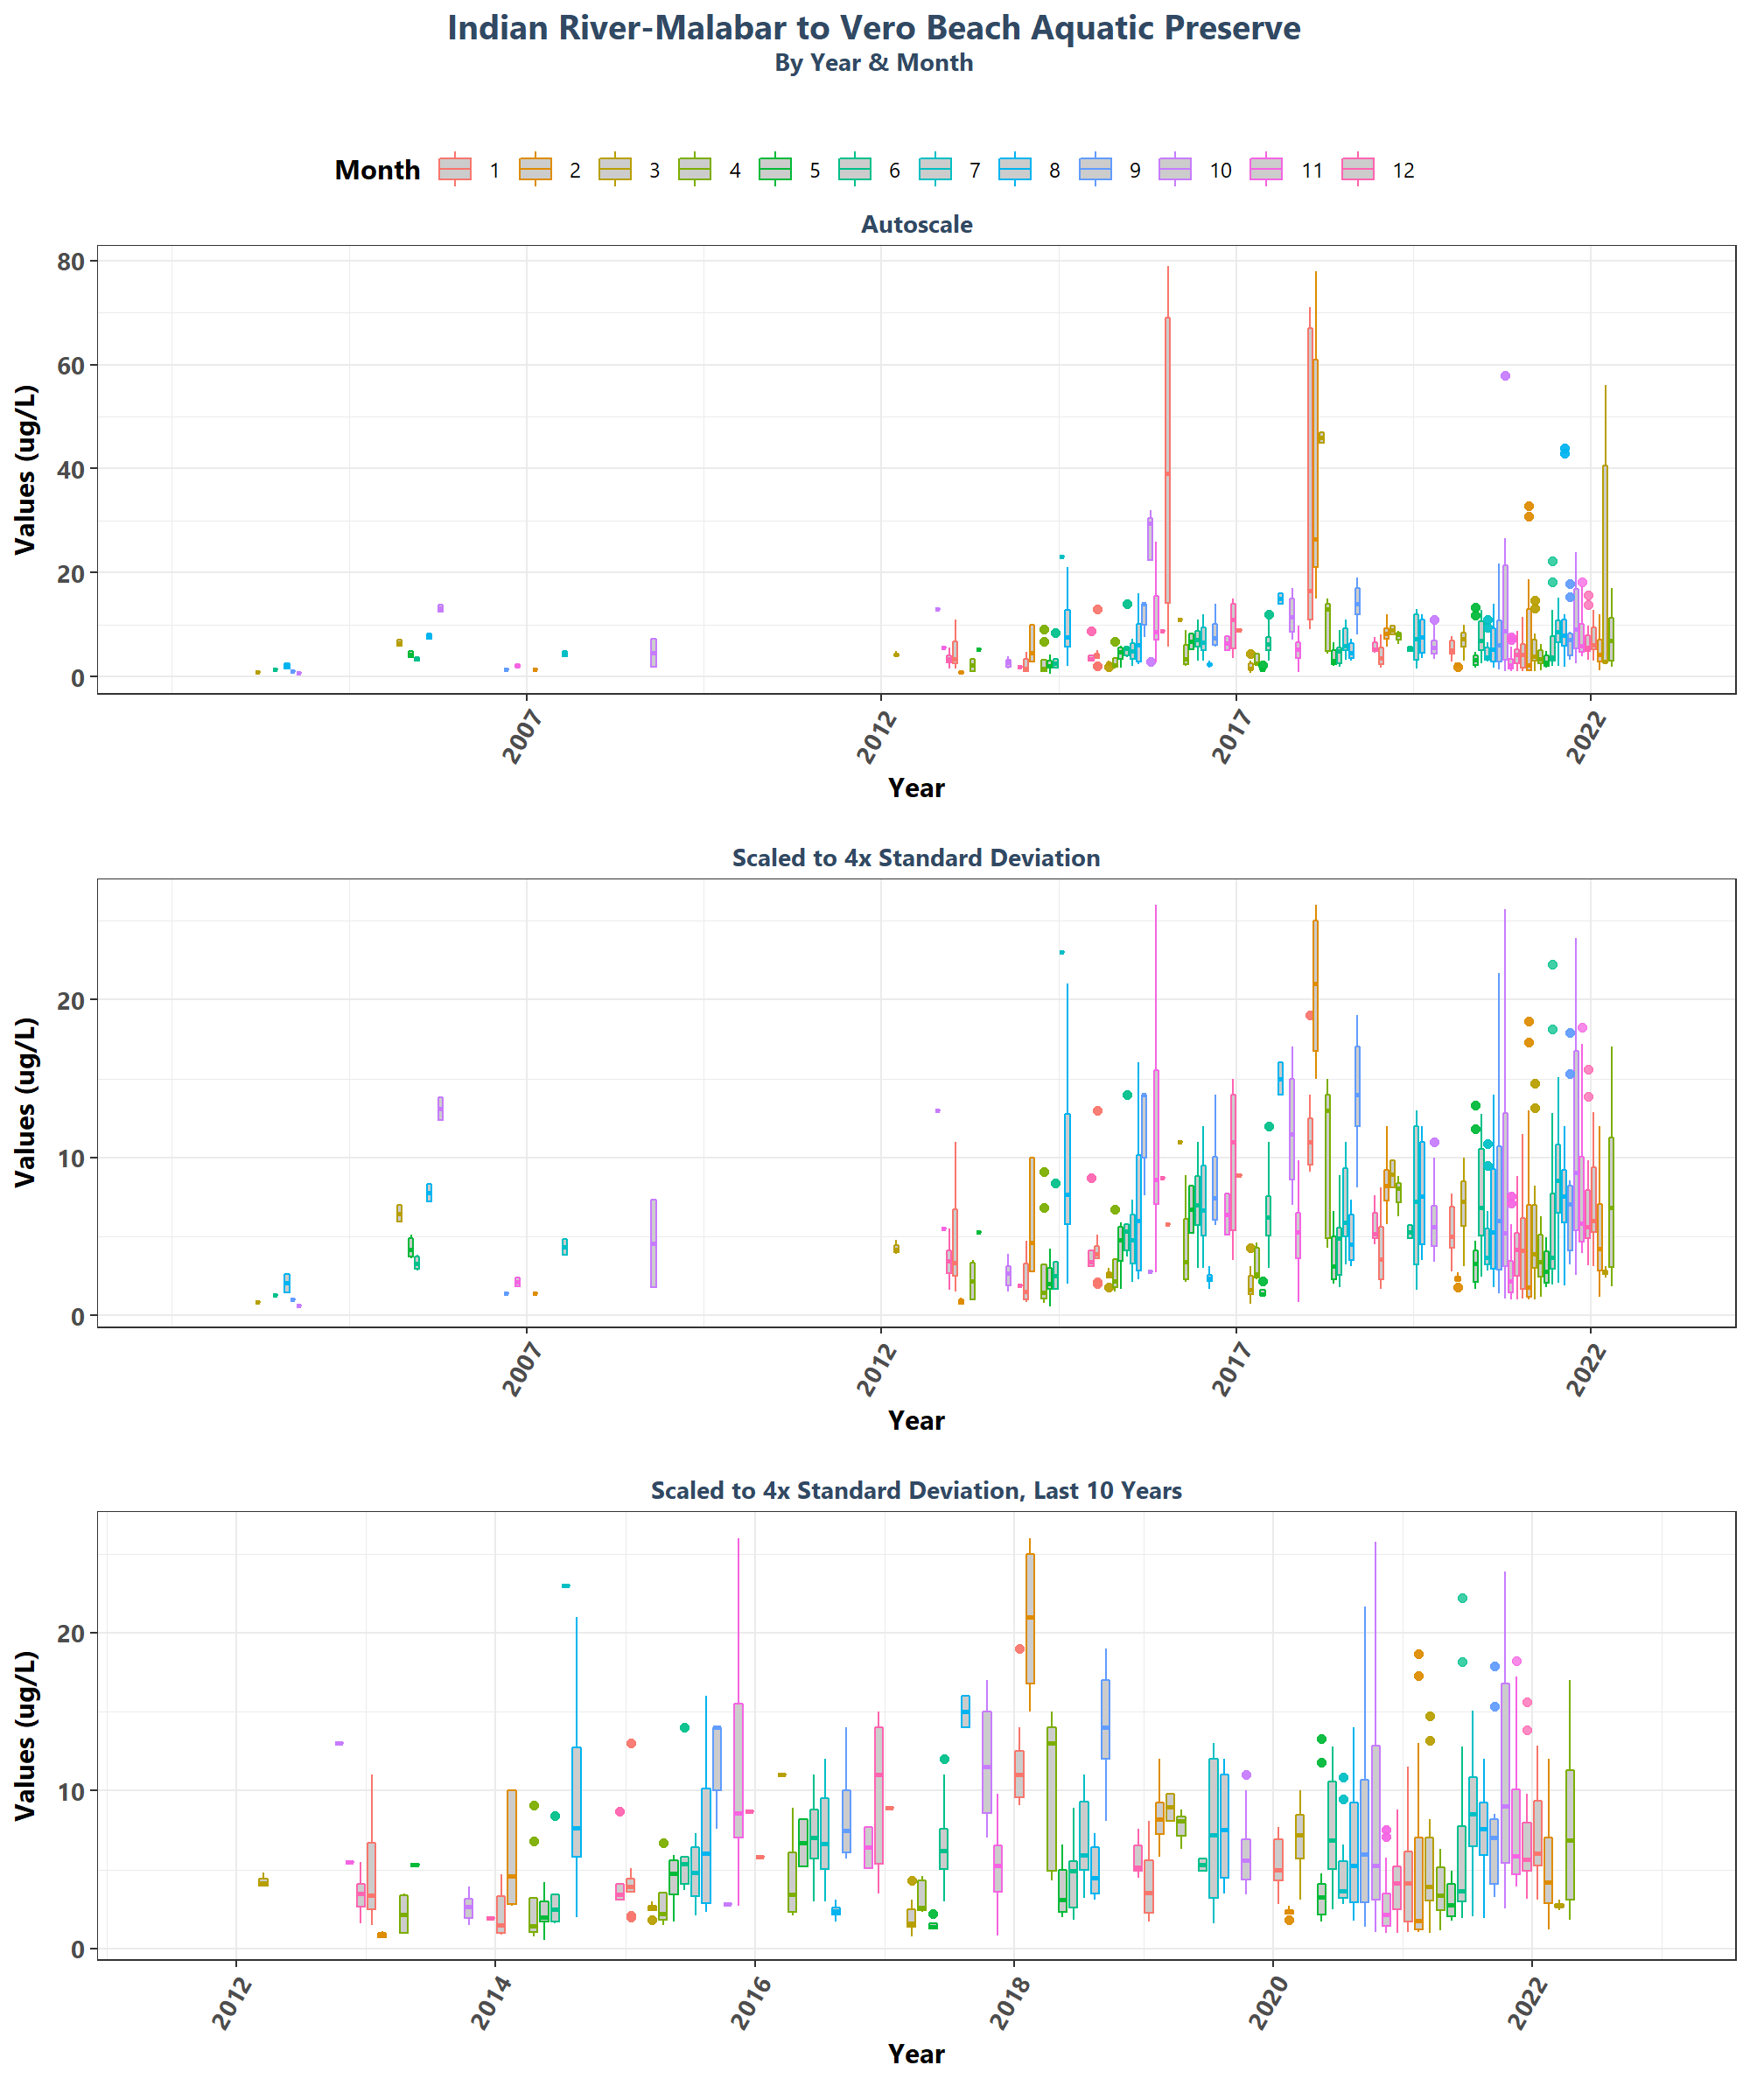 Indian River-Malabar to Vero Beach Aquatic Preserve
By Year & Month
Month 1 2 3 4 5 6 7 8 9 10 11 12
Autoscale
Values (ug/L)
80
60
40
20
0
2007 2012 2017 2022
Year
Scaled to 4x Standard Deviation
Values (ug/L)
20
10
0
2007 2012 2017 2022
Year
Scaled to 4x Standard Deviation, Last 10 Years
Values (ug/L)
20
10
0
2012 2014 2016 2018 2020 2022
Year